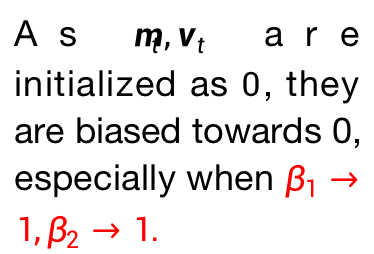 As m_t, v_t are
initialized as 0, they
are biased towards 0,
especially when β₁ →
1, β₂ → 1.